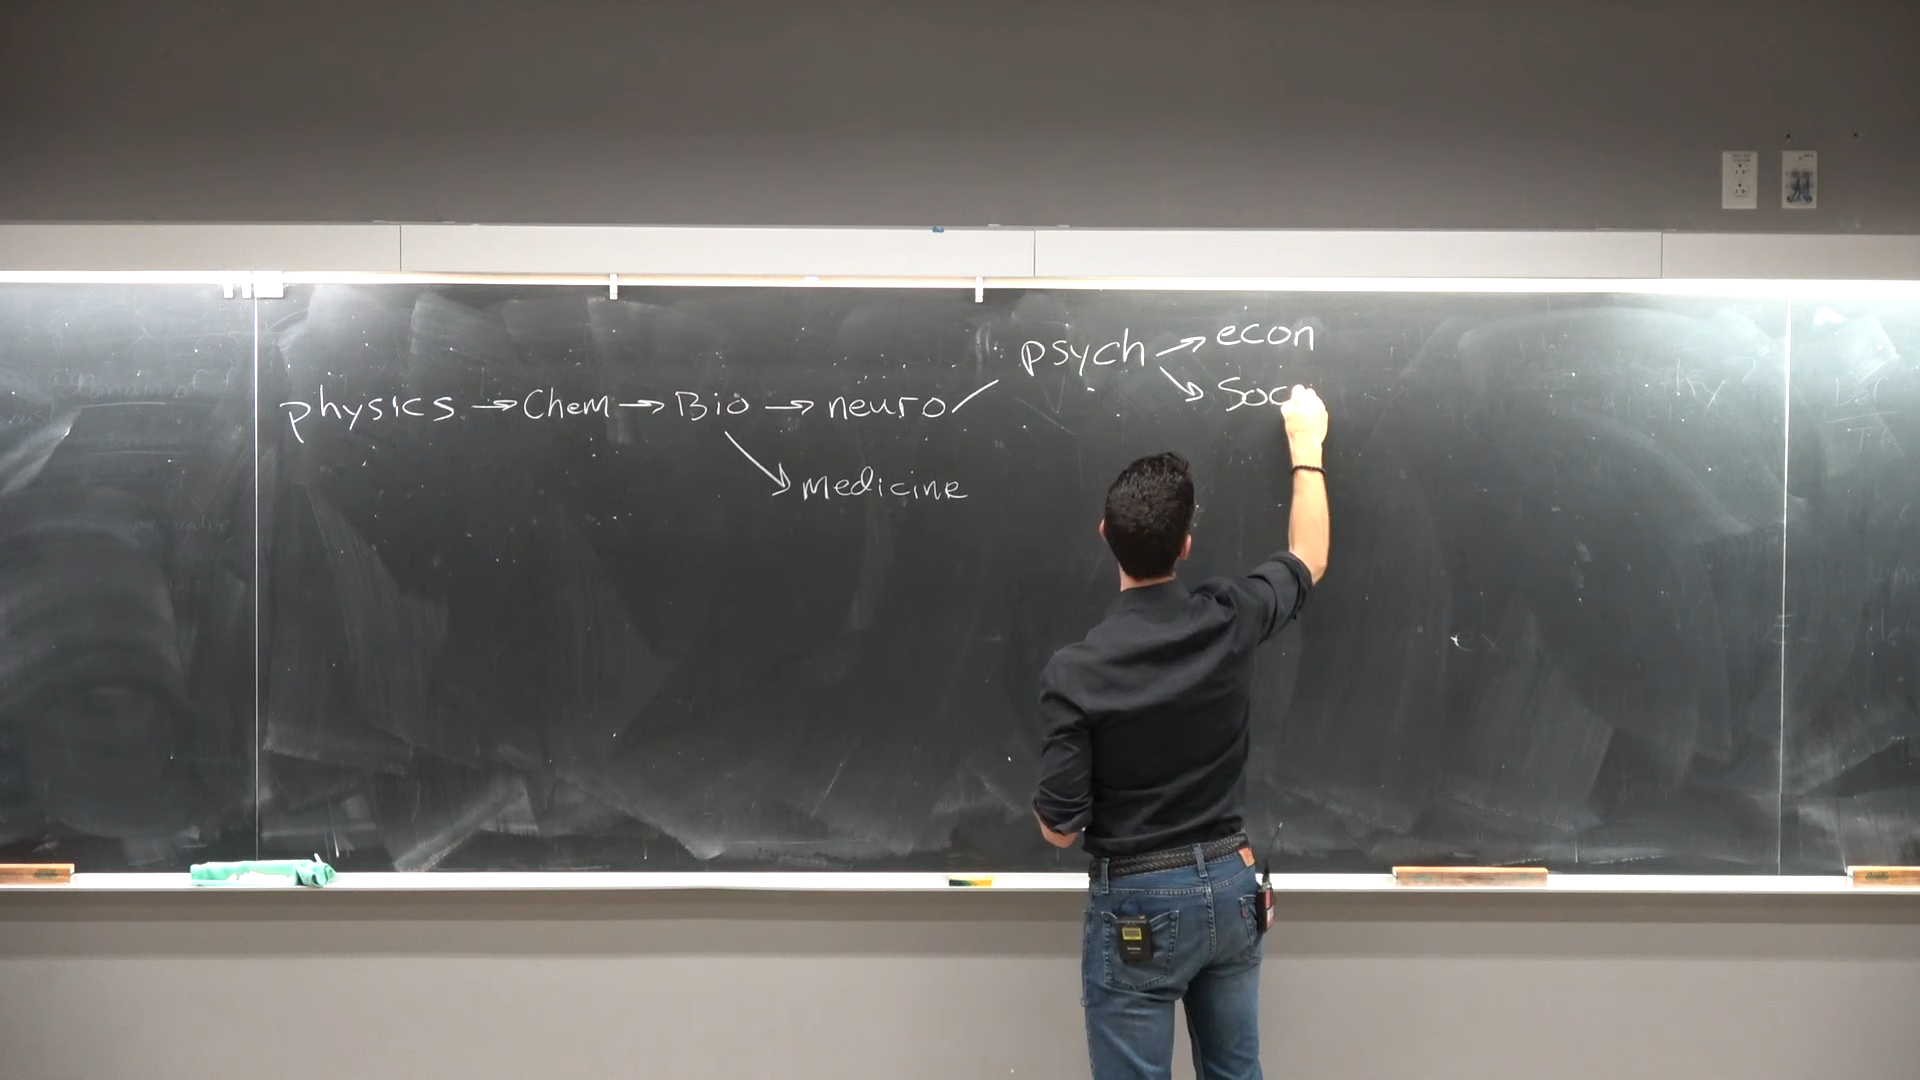 physics → Chem → Bio → neuro / psych → econ
↘ Soc
↘ medicine